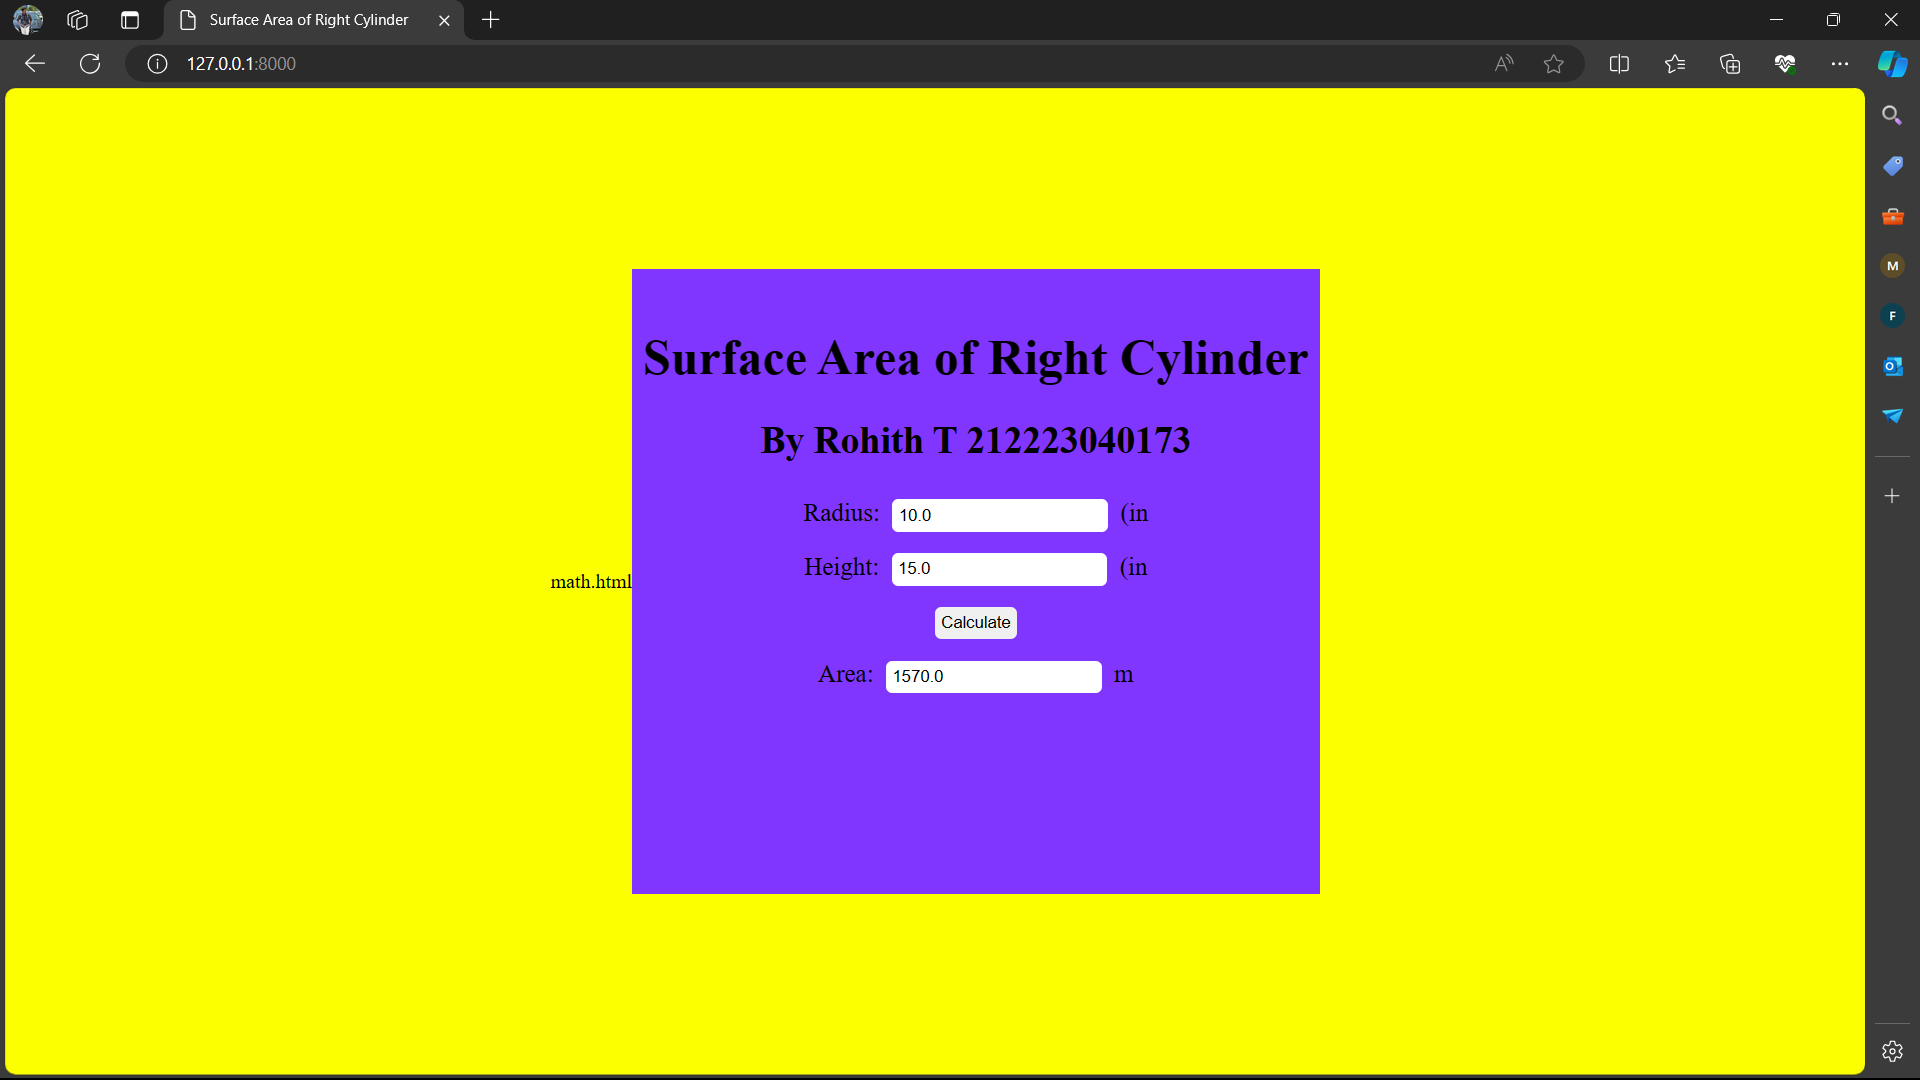 Surface Area of Right Cylinder
127.0.0.1:8000
Surface Area of Right Cylinder
By Rohith T 212223040173
Radius: 10.0 (in
Height: 15.0 (in
math.html
Calculate
Area: 1570.0 m
M
F